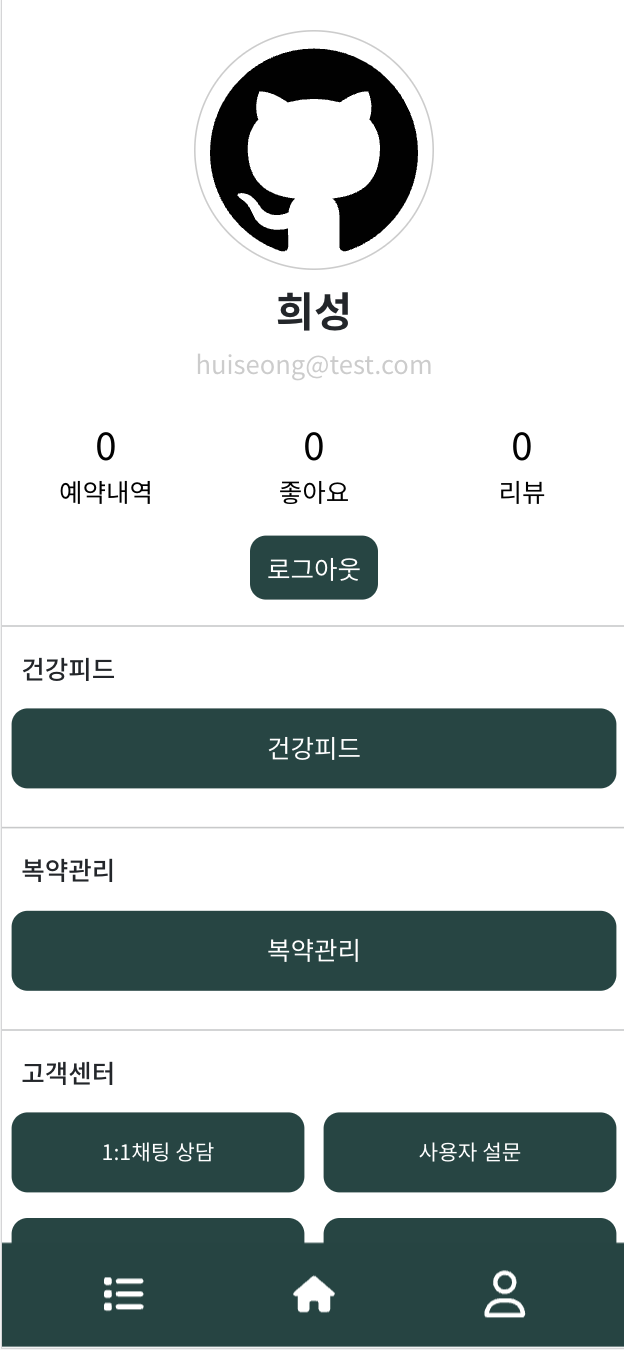 희성
huiseong@test.com
0 0 0
예약내역 좋아요 리뷰
로그아웃
건강피드
건강피드
복약관리
복약관리
고객센터
1:1채팅 상담 사용자 설문